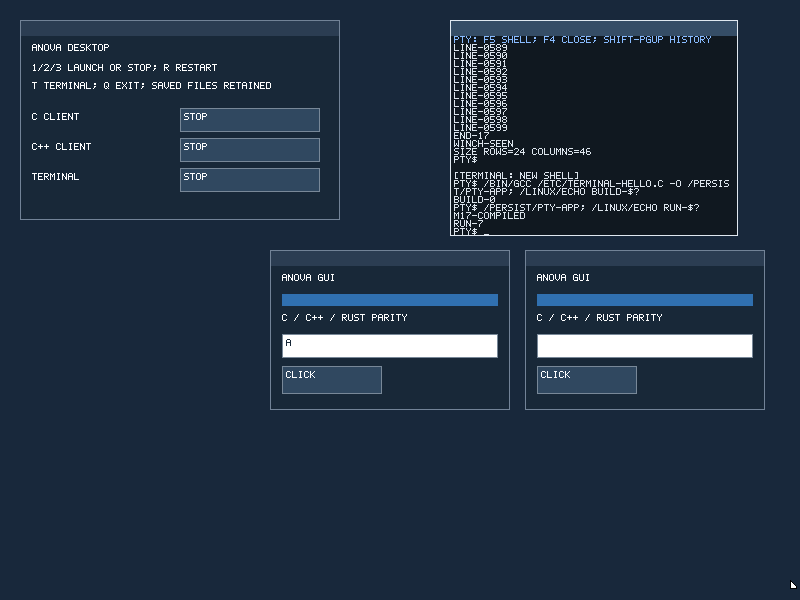 ANOVA DESKTOP
1/2/3 LAUNCH OR STOP; R RESTART
T TERMINAL; Q EXIT; SAVED FILES RETAINED
C CLIENT
STOP
C++ CLIENT
STOP
TERMINAL
STOP
PTY: F5 SHELL; F4 CLOSE; SHIFT-PGUP HISTORY
LINE-0589
LINE-0590
LINE-0591
LINE-0592
LINE-0593
LINE-0594
LINE-0595
LINE-0596
LINE-0597
LINE-0598
LINE-0599
END-17
WINCH-SEEN
SIZE ROWS=24 COLUMNS=46
PTY$
[TERMINAL: NEW SHELL]
PTY$ /BIN/GCC /ETC/TERMINAL-HELLO.C -O /PERSIS
T/PTY-APP; /LINUX/ECHO BUILD-$?
BUILD-0
PTY$ /PERSIST/PTY-APP; /LINUX/ECHO RUN-$?
M17-COMPILED
RUN-7
PTY$ _
ANOVA GUI
C / C++ / RUST PARITY
A
CLICK
ANOVA GUI
C / C++ / RUST PARITY
CLICK